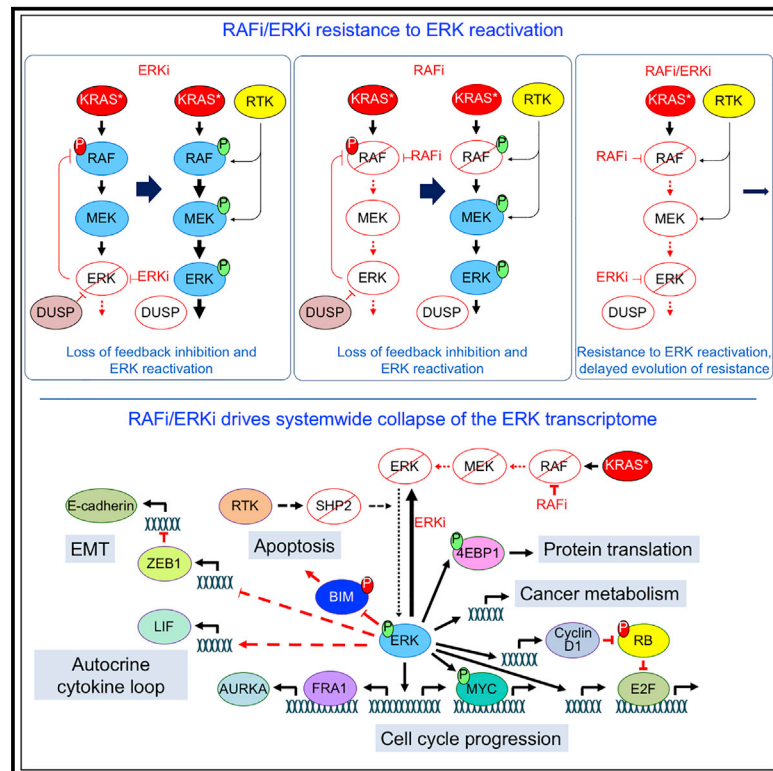 RAFi/ERKi resistance to ERK reactivation
ERKi
KRAS*
KRAS*
RTK
P
RAF
RAF
P
MEK
MEK
P
ERK
ERKi
ERK
P
DUSP
DUSP
Loss of feedback inhibition and
ERK reactivation
RAFi
KRAS*
KRAS*
RTK
P
RAF
RAFi
RAF
P
MEK
MEK
P
ERK
ERK
P
DUSP
DUSP
Loss of feedback inhibition and
ERK reactivation
RAFi/ERKi
KRAS*
RTK
RAFi
RAF
MEK
ERKi
ERK
DUSP
Resistance to ERK reactivation,
delayed evolution of resistance
RAFi/ERKi drives systemwide collapse of the ERK transcriptome
ERK
MEK
RAF
KRAS*
RAFi
E-cadherin
RTK
SHP2
ERKi
EMT
Apoptosis
P
4EBP1
Protein translation
ZEB1
BIM
P
Cancer metabolism
LIF
P
ERK
Cyclin
D1
P
RB
Autocrine
cytokine loop
AURKA
FRA1
P
MYC
E2F
Cell cycle progression